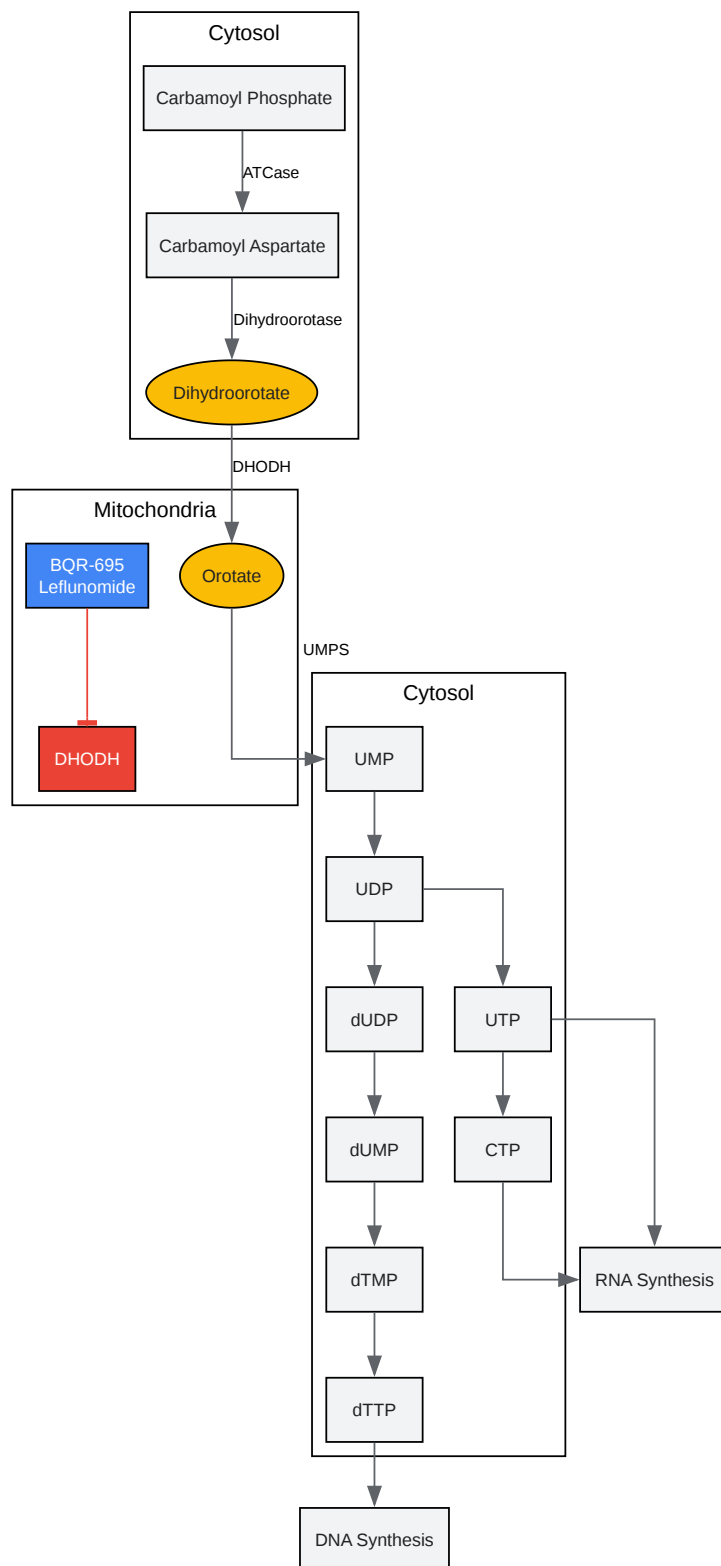 Cytosol
Carbamoyl Phosphate
ATCase
Carbamoyl Aspartate
Dihydroorotase
Dihydroorotate
DHODH
Mitochondria
BQR-695
Leflunomide
Orotate
UMPS
Cytosol
DHODH
UMP
UDP
dUDP
UTP
dUMP
CTP
dTMP
RNA Synthesis
dTTP
DNA Synthesis